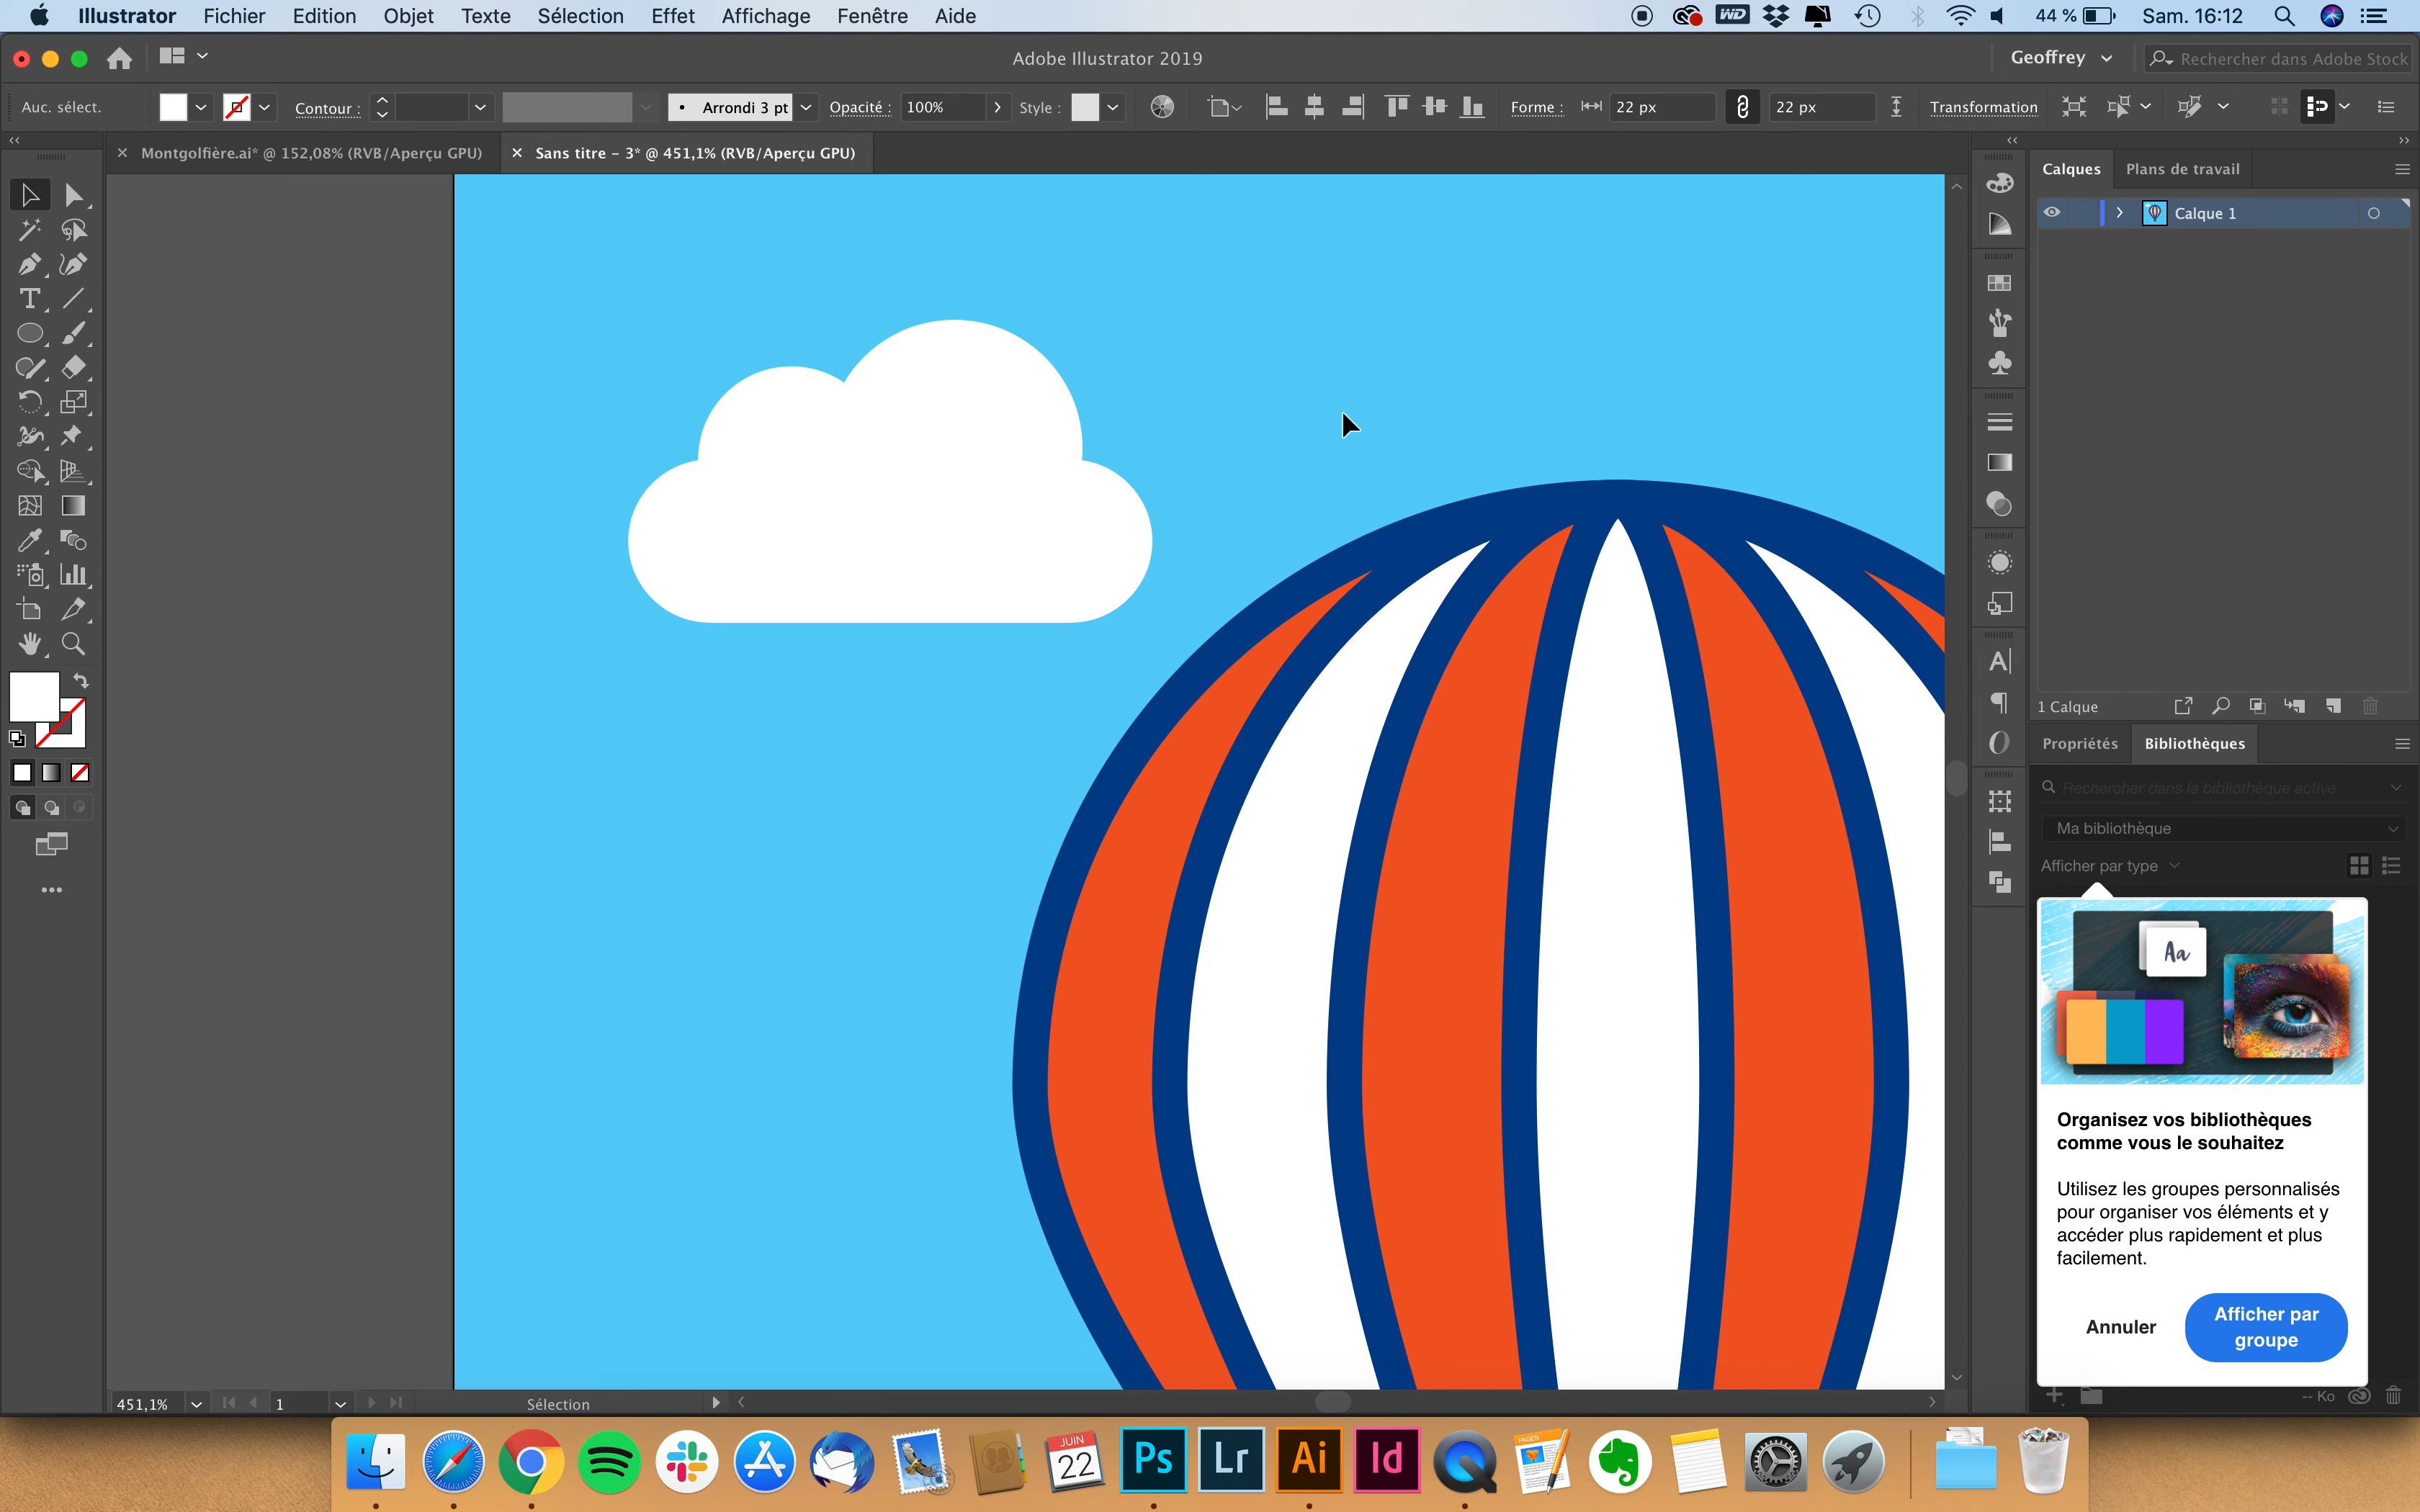 Illustrator Fichier Edition Objet Texte Sélection Effet Affichage Fenêtre Aide
WD
44 % Sam. 16:12
Adobe Illustrator 2019
Geoffrey
Rechercher dans Adobe Stock
Auc. sélect.
Contour :
Arrondi 3 pt
Opacité : 100%
Style :
Forme : 22 px 22 px
Transformation
Montgolfière.ai* @ 152,08% (RVB/Aperçu GPU)
Sans titre - 3* @ 451,1% (RVB/Aperçu GPU)
Calques Plans de travail
Calque 1
1 Calque
Propriétés Bibliothèques
Rechercher dans la bibliothèque active
Ma bibliothèque
Afficher par type
Aa
Organisez vos bibliothèques
comme vous le souhaitez
Utilisez les groupes personnalisés
pour organiser vos éléments et y
accéder plus rapidement et plus
facilement.
Annuler
Afficher par
groupe
-- Ko
451,1% 1 Sélection
JUIN
22
Ps Lr Ai Id
PAGES